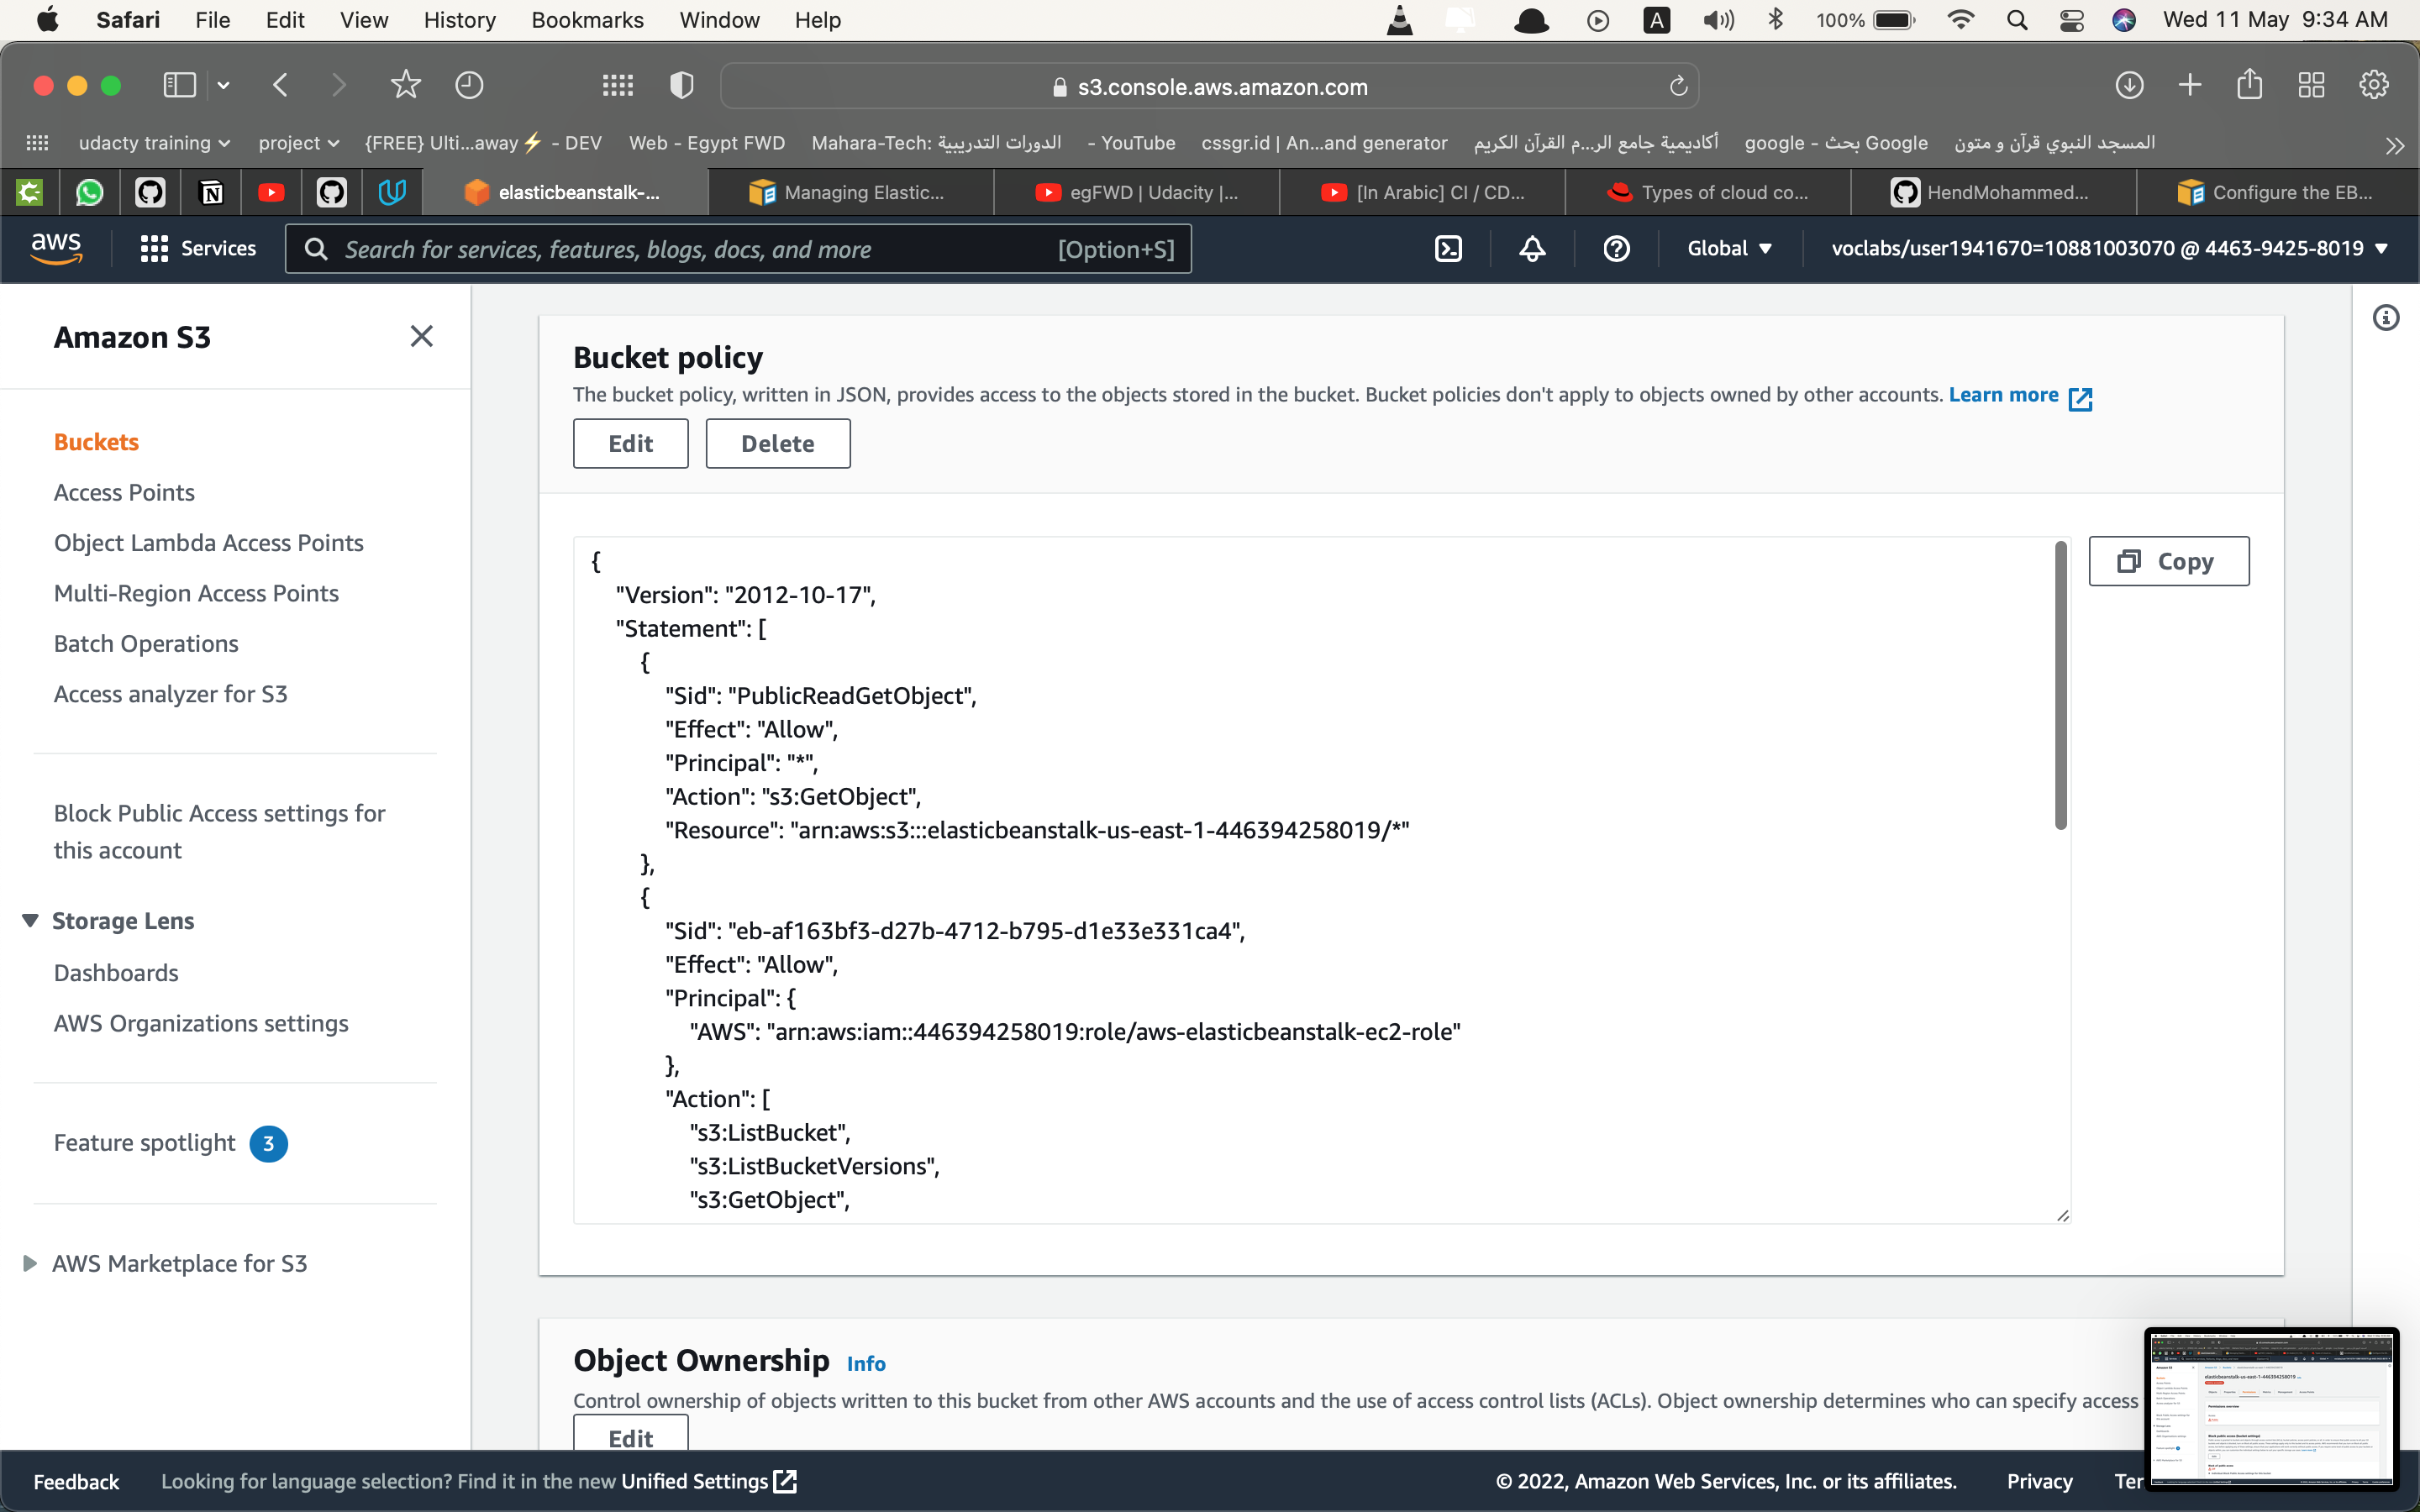 Safari File Edit View History Bookmarks Window Help A 100% Wed 11 May 9:34 AM
s3.console.aws.amazon.com
udacty training project {FREE} Ulti...away⚡ - DEV Web - Egypt FWD Mahara-Tech: الدورات التدريبية - YouTube cssgr.id | An...and generator أكاديمية جامع الر...م القرآن الكريم google - بحث Google المسجد النبوي قرآن و متون
elasticbeanstalk-... Managing Elastic... egFWD | Udacity |... [In Arabic] CI / CD... Types of cloud co... HendMohammed... Configure the EB...
aws Services Search for services, features, blogs, docs, and more [Option+S] Global voclabs/user1941670=10881003070 @ 4463-9425-8019
Amazon S3
Buckets
Access Points
Object Lambda Access Points
Multi-Region Access Points
Batch Operations
Access analyzer for S3
Block Public Access settings for
this account
Storage Lens
Dashboards
AWS Organizations settings
Feature spotlight 3
AWS Marketplace for S3
Bucket policy
The bucket policy, written in JSON, provides access to the objects stored in the bucket. Bucket policies don't apply to objects owned by other accounts. Learn more
Edit Delete
Copy
{
"Version": "2012-10-17",
"Statement": [
{
"Sid": "PublicReadGetObject",
"Effect": "Allow",
"Principal": "*",
"Action": "s3:GetObject",
"Resource": "arn:aws:s3:::elasticbeanstalk-us-east-1-446394258019/*"
},
{
"Sid": "eb-af163bf3-d27b-4712-b795-d1e33e331ca4",
"Effect": "Allow",
"Principal": {
"AWS": "arn:aws:iam::446394258019:role/aws-elasticbeanstalk-ec2-role"
},
"Action": [
"s3:ListBucket",
"s3:ListBucketVersions",
"s3:GetObject",
Object Ownership Info
Control ownership of objects written to this bucket from other AWS accounts and the use of access control lists (ACLs). Object ownership determines who can specify access
Edit
Feedback Looking for language selection? Find it in the new Unified Settings © 2022, Amazon Web Services, Inc. or its affiliates. Privacy Ter